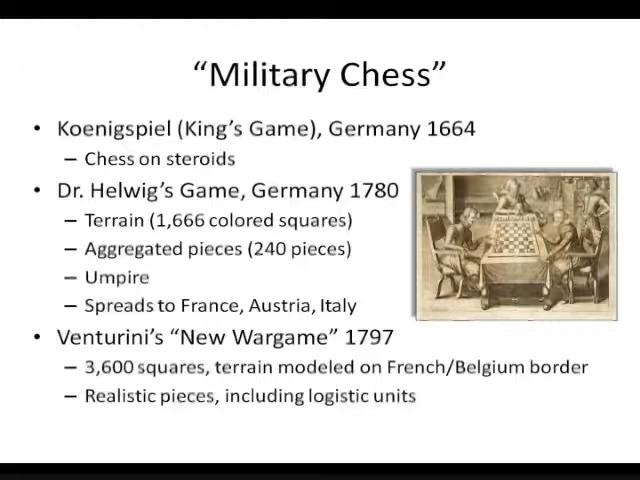 “Military Chess”
• Koenigspiel (King’s Game), Germany 1664
– Chess on steroids
• Dr. Helwig’s Game, Germany 1780
– Terrain (1,666 colored squares)
– Aggregated pieces (240 pieces)
– Umpire
– Spreads to France, Austria, Italy
• Venturini’s “New Wargame” 1797
– 3,600 squares, terrain modeled on French/Belgium border
– Realistic pieces, including logistic units